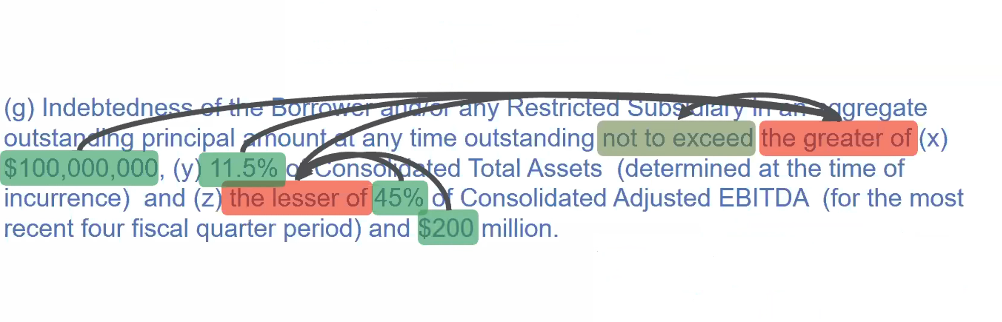 (g) Indebtedness of the Borrower and/or any Restricted Subsidiary in an aggregate
outstanding principal amount at any time outstanding not to exceed the greater of (x)
$100,000,000, (y) 11.5% of Consolidated Total Assets (determined at the time of
incurrence) and (z) the lesser of 45% of Consolidated Adjusted EBITDA (for the most
recent four fiscal quarter period) and $200 million.